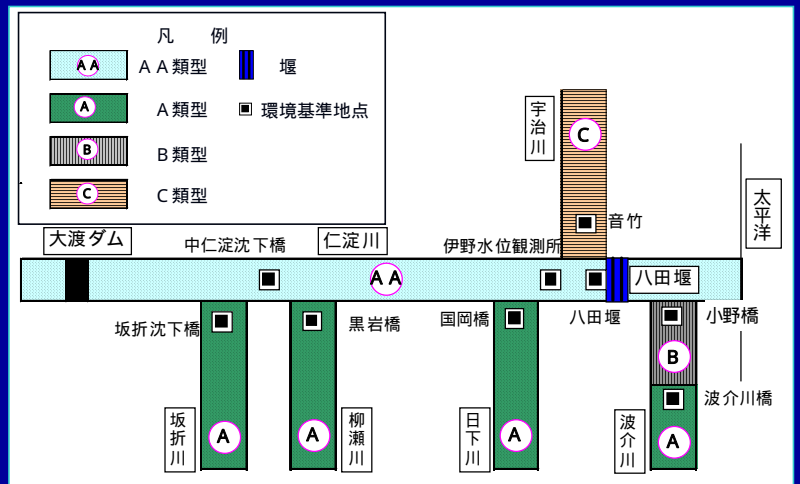 凡 例
AA
AA類型
堰
A
A類型
環境基準地点
B
B類型
C
C類型
宇治川
C
音竹
太平洋
大渡ダム
中仁淀沈下橋
仁淀川
伊野水位観測所
AA
八田堰
坂折沈下橋
黒岩橋
国岡橋
八田堰
小野橋
B
波介川橋
坂折川
A
A
柳瀬川
日下川
A
波介川
A